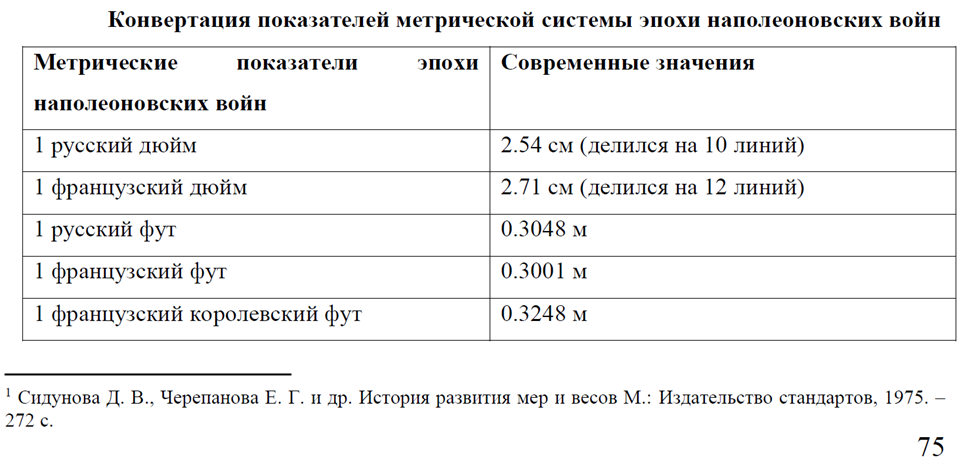 Конвертация показателей метрической системы эпохи наполеоновских войн
Метрические показатели эпохи наполеоновских войн
Современные значения
1 русский дюйм
2.54 см (делился на 10 линий)
1 французский дюйм
2.71 см (делился на 12 линий)
1 русский фут
0.3048 м
1 французский фут
0.3001 м
1 французский королевский фут
0.3248 м
1 Сидунова Д. В., Черепанова Е. Г. и др. История развития мер и весов М.: Издательство стандартов, 1975. –
272 с.
75